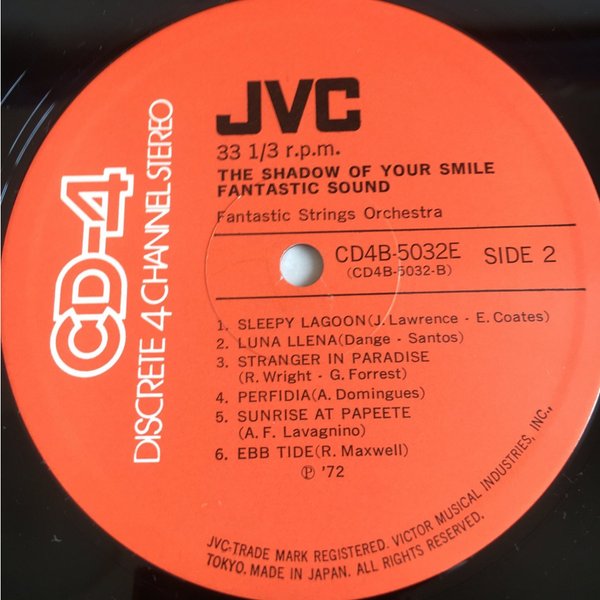 JVC
33 1/3 r.p.m.
THE SHADOW OF YOUR SMILE
FANTASTIC SOUND
Fantastic Strings Orchestra
CD4B-5032E SIDE 2
(CD4B-5032-B)
1. SLEEPY LAGOON(J. Lawrence - E. Coates)
2. LUNA LLENA(Dange - Santos)
3. STRANGER IN PARADISE
(R. Wright - G. Forrest)
4. PERFIDIA(A. Domingues)
5. SUNRISE AT PAPEETE
(A. F. Lavagnino)
6. EBB TIDE(R. Maxwell)
Ⓟ '72
CD-4
DISCRETE 4 CHANNEL STEREO
JVC-TRADE MARK REGISTERED. VICTOR MUSICAL INDUSTRIES, INC.,
TOKYO. MADE IN JAPAN. ALL RIGHTS RESERVED.